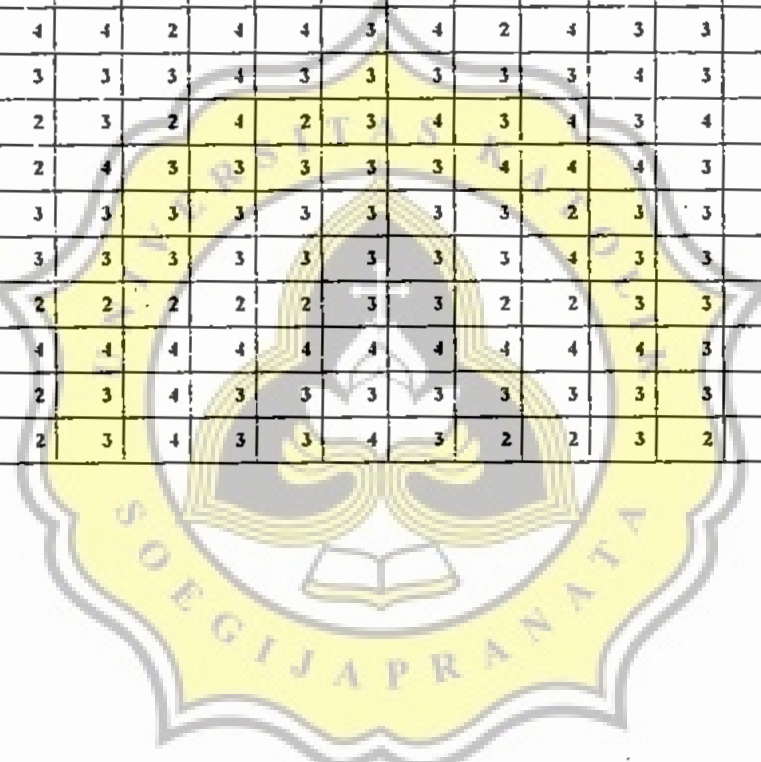 4 4 2 4 4 3 4 2 4 3 3
3 3 3 4 3 3 3 3 3 4 3
2 3 2 4 2 3 4 3 4 3 4
2 4 3 3 3 3 3 4 4 4 3
3 3 3 3 3 3 3 3 2 3 3
3 3 3 3 3 3 3 3 4 3 3
2 2 2 2 2 3 3 2 2 3 3
4 4 4 4 4 4 4 4 4 4 3
2 3 4 3 3 3 3 3 3 3 3
2 3 4 3 3 4 3 2 2 3 2
UNIVERSITAS KATOLIK
SOEGIJAPRANATA